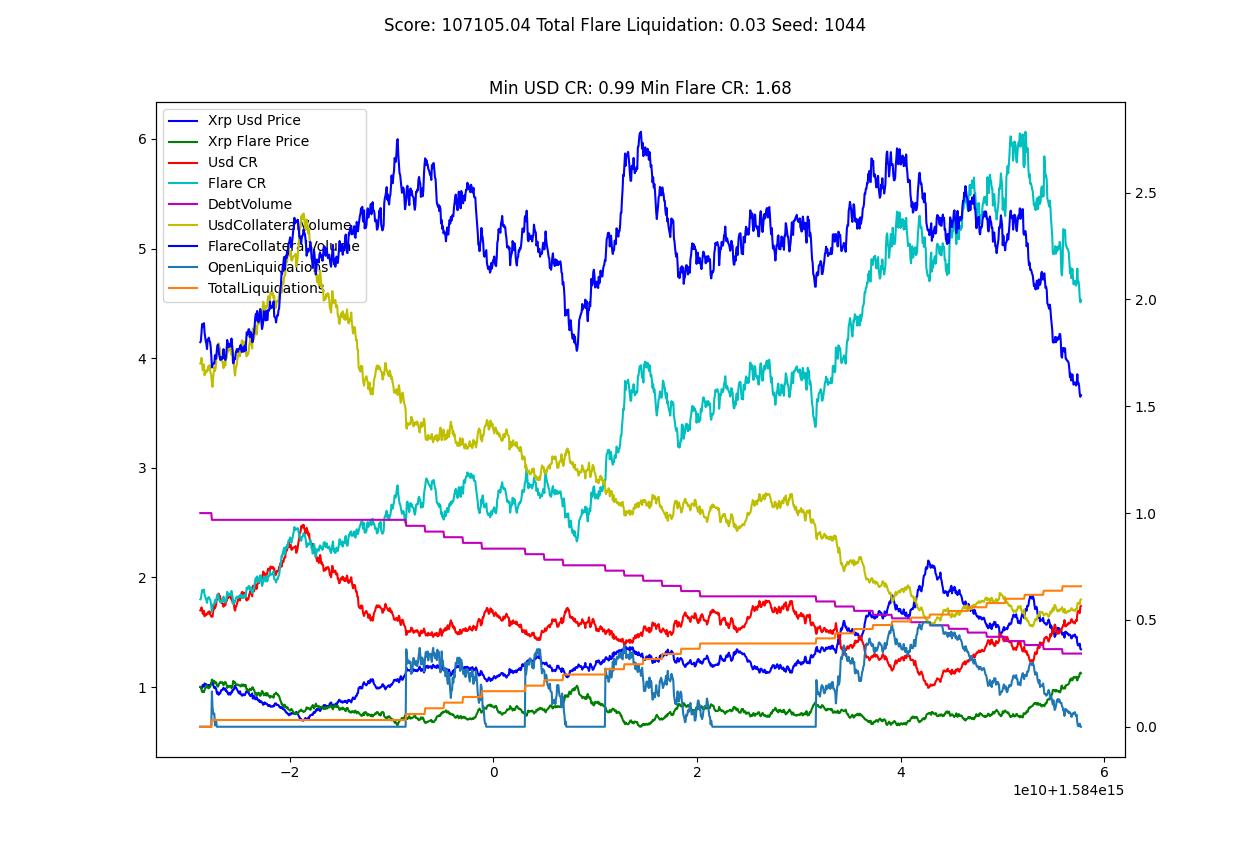 Score: 107105.04 Total Flare Liquidation: 0.03 Seed: 1044
Min USD CR: 0.99 Min Flare CR: 1.68
Xrp Usd Price
Xrp Flare Price
Usd CR
Flare CR
DebtVolume
UsdCollateralVolume
FlareCollateralVolume
OpenLiquidations
TotalLiquidations
6
5
4
3
2
1
2.5
2.0
1.5
1.0
0.5
0.0
−2
0
2
4
6
1e10+1.584e15